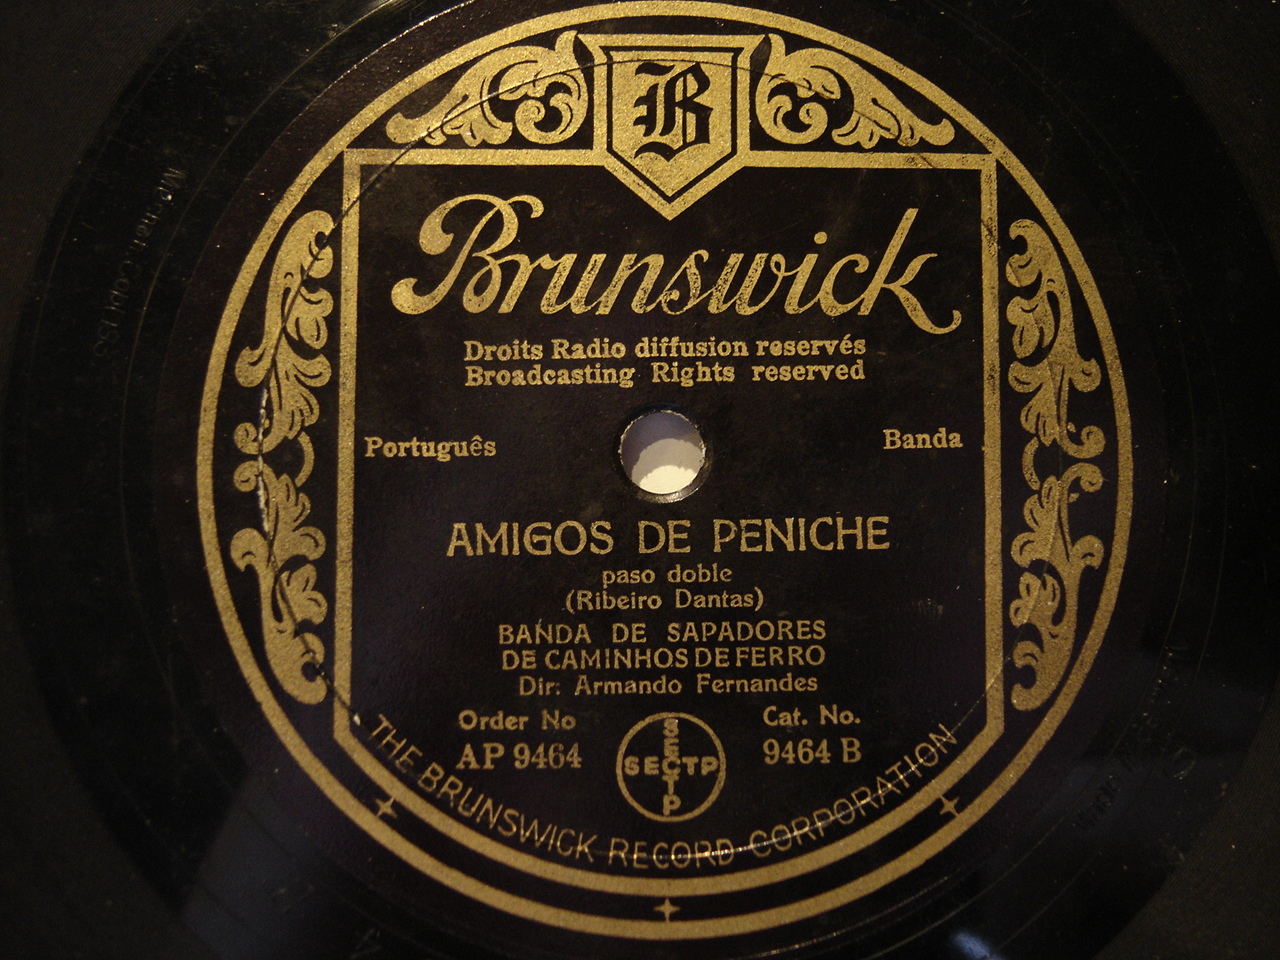 B
Brunswick
Droits Radio diffusion reservés
Broadcasting Rights reserved
Português
Banda
AMIGOS DE PENICHE
paso doble
(Ribeiro Dantas)
BANDA DE SAPADORES
DE CAMINHOS DE FERRO
Dir: Armando Fernandes
Order No
AP 9464
SECTP
SECTP
Cat. No.
9464 B
THE BRUNSWICK RECORD CORPORATION